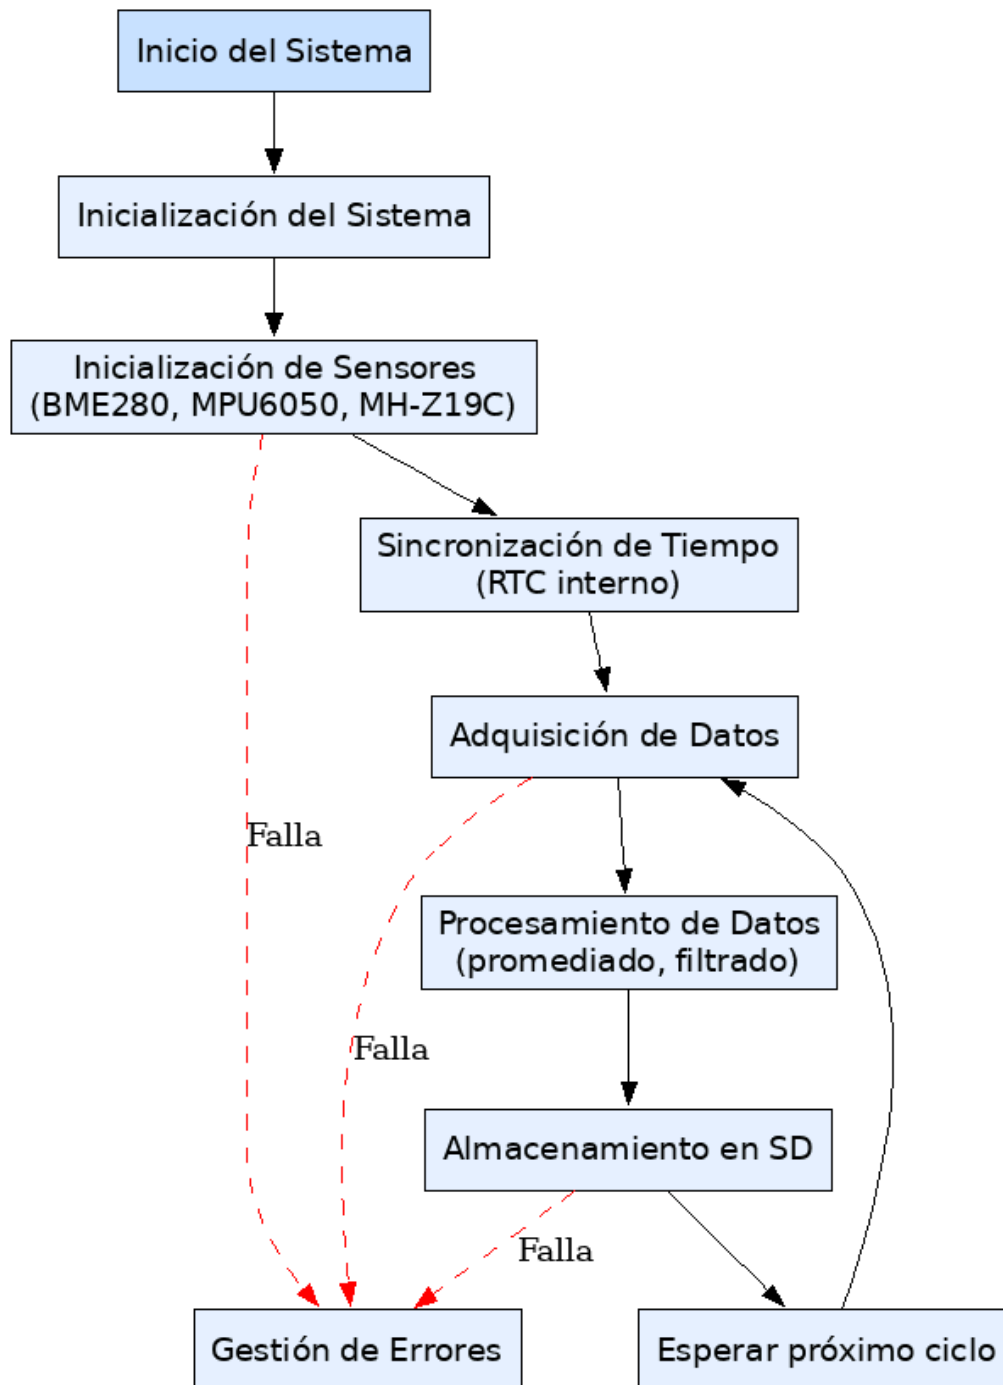 Inicio del Sistema
Inicialización del Sistema
Inicialización de Sensores
(BME280, MPU6050, MH-Z19C)
Sincronización de Tiempo
(RTC interno)
Adquisición de Datos
Falla
Procesamiento de Datos
(promediado, filtrado)
Falla
Almacenamiento en SD
Falla
Gestión de Errores
Esperar próximo ciclo